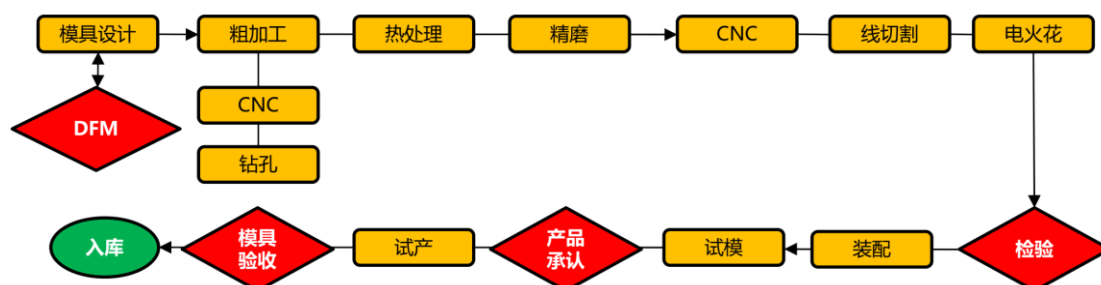 模具设计
粗加工
热处理
精磨
CNC
线切割
电火花
DFM
CNC
钻孔
入库
模具
验收
试产
产品
承认
试模
装配
检验